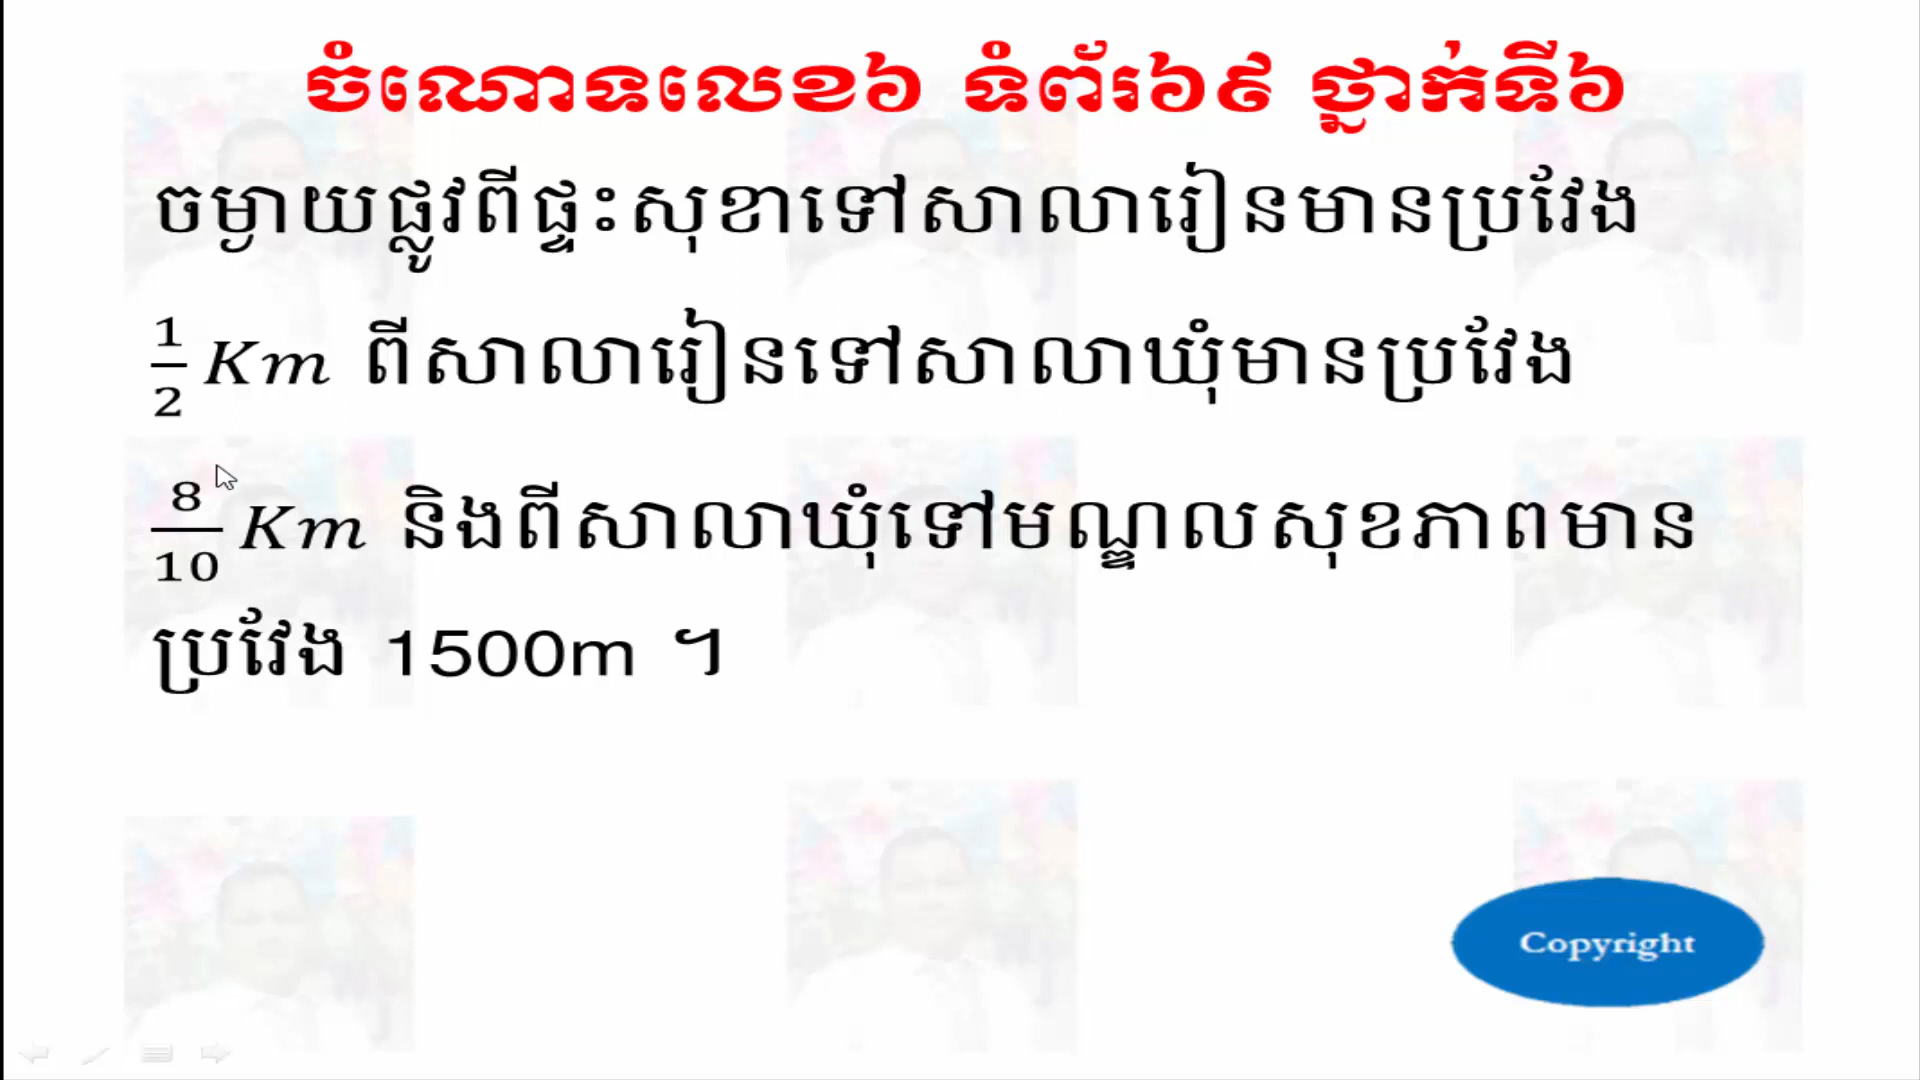 ចំណោទលេខ៦ ទំព័រ៦៩ ថ្នាក់ទី៦
ចម្ងាយផ្លូវពីផ្ទះសុខាទៅសាលារៀនមានប្រវែង
1/2 Km ពីសាលារៀនទៅសាលាឃុំមានប្រវែង
8/10 Km និងពីសាលាឃុំទៅមណ្ឌលសុខភាពមាន
ប្រវែង 1500m ។
Copyright